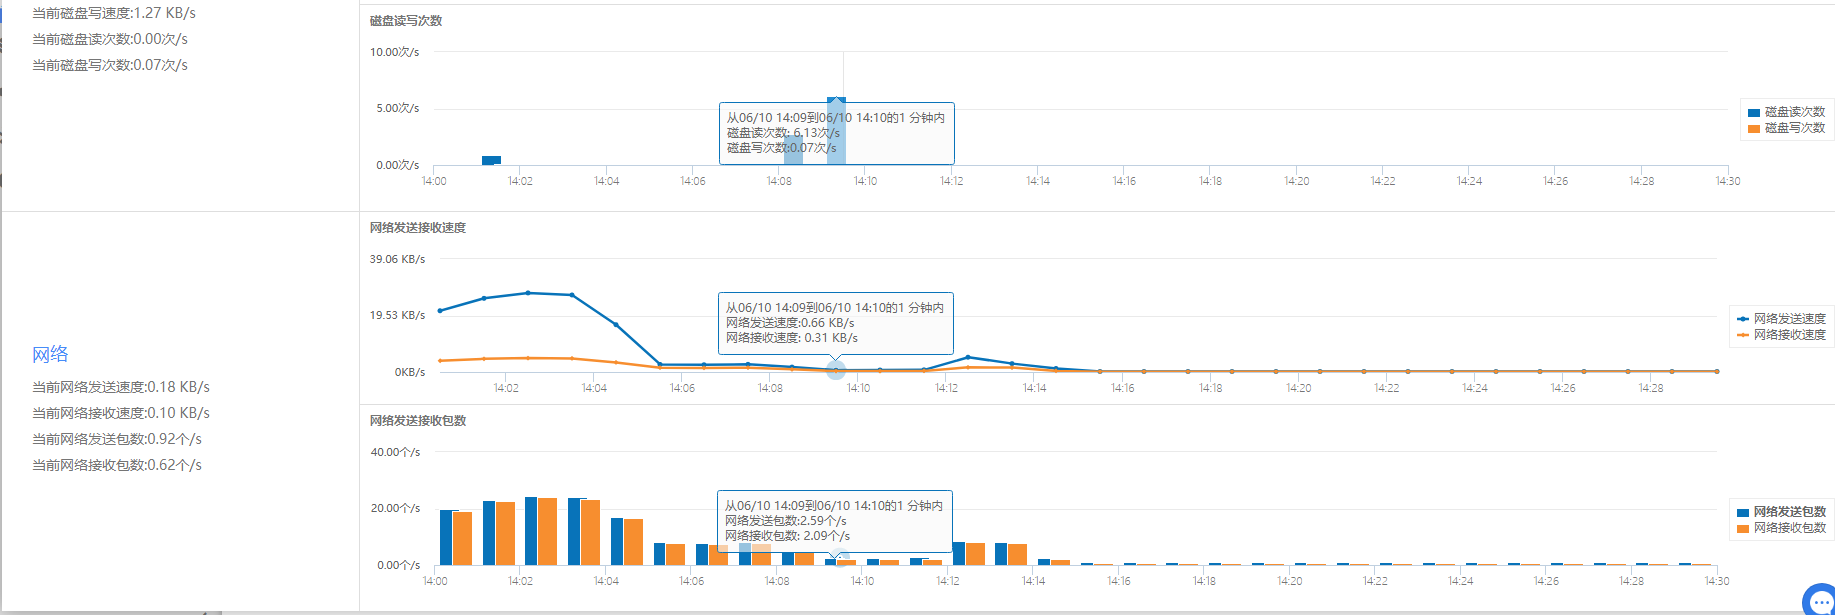 当前磁盘写速度:1.27 KB/s
当前磁盘读次数:0.00次/s
当前磁盘写次数:0.07次/s
磁盘读写次数
10.00次/s
5.00次/s
0.00次/s
从06/10 14:09到06/10 14:10的1 分钟内
磁盘读次数: 6.13次/s
磁盘写次数:0.07次/s
14:00 14:02 14:04 14:06 14:08 14:10 14:12 14:14 14:16 14:18 14:20 14:22 14:24 14:26 14:28 14:30
磁盘读次数
磁盘写次数
网络
当前网络发送速度:0.18 KB/s
当前网络接收速度:0.10 KB/s
当前网络发送包数:0.92个/s
当前网络接收包数:0.62个/s
网络发送接收速度
39.06 KB/s
19.53 KB/s
0KB/s
从06/10 14:09到06/10 14:10的1 分钟内
网络发送速度:0.66 KB/s
网络接收速度: 0.31 KB/s
14:02 14:04 14:06 14:08 14:10 14:12 14:14 14:16 14:18 14:20 14:22 14:24 14:26 14:28
网络发送速度
网络接收速度
网络发送接收包数
40.00个/s
20.00个/s
0.00个/s
从06/10 14:09到06/10 14:10的1 分钟内
网络发送包数:2.59个/s
网络接收包数: 2.09个/s
14:00 14:02 14:04 14:06 14:08 14:10 14:12 14:14 14:16 14:18 14:20 14:22 14:24 14:26 14:28 14:30
网络发送包数
网络接收包数